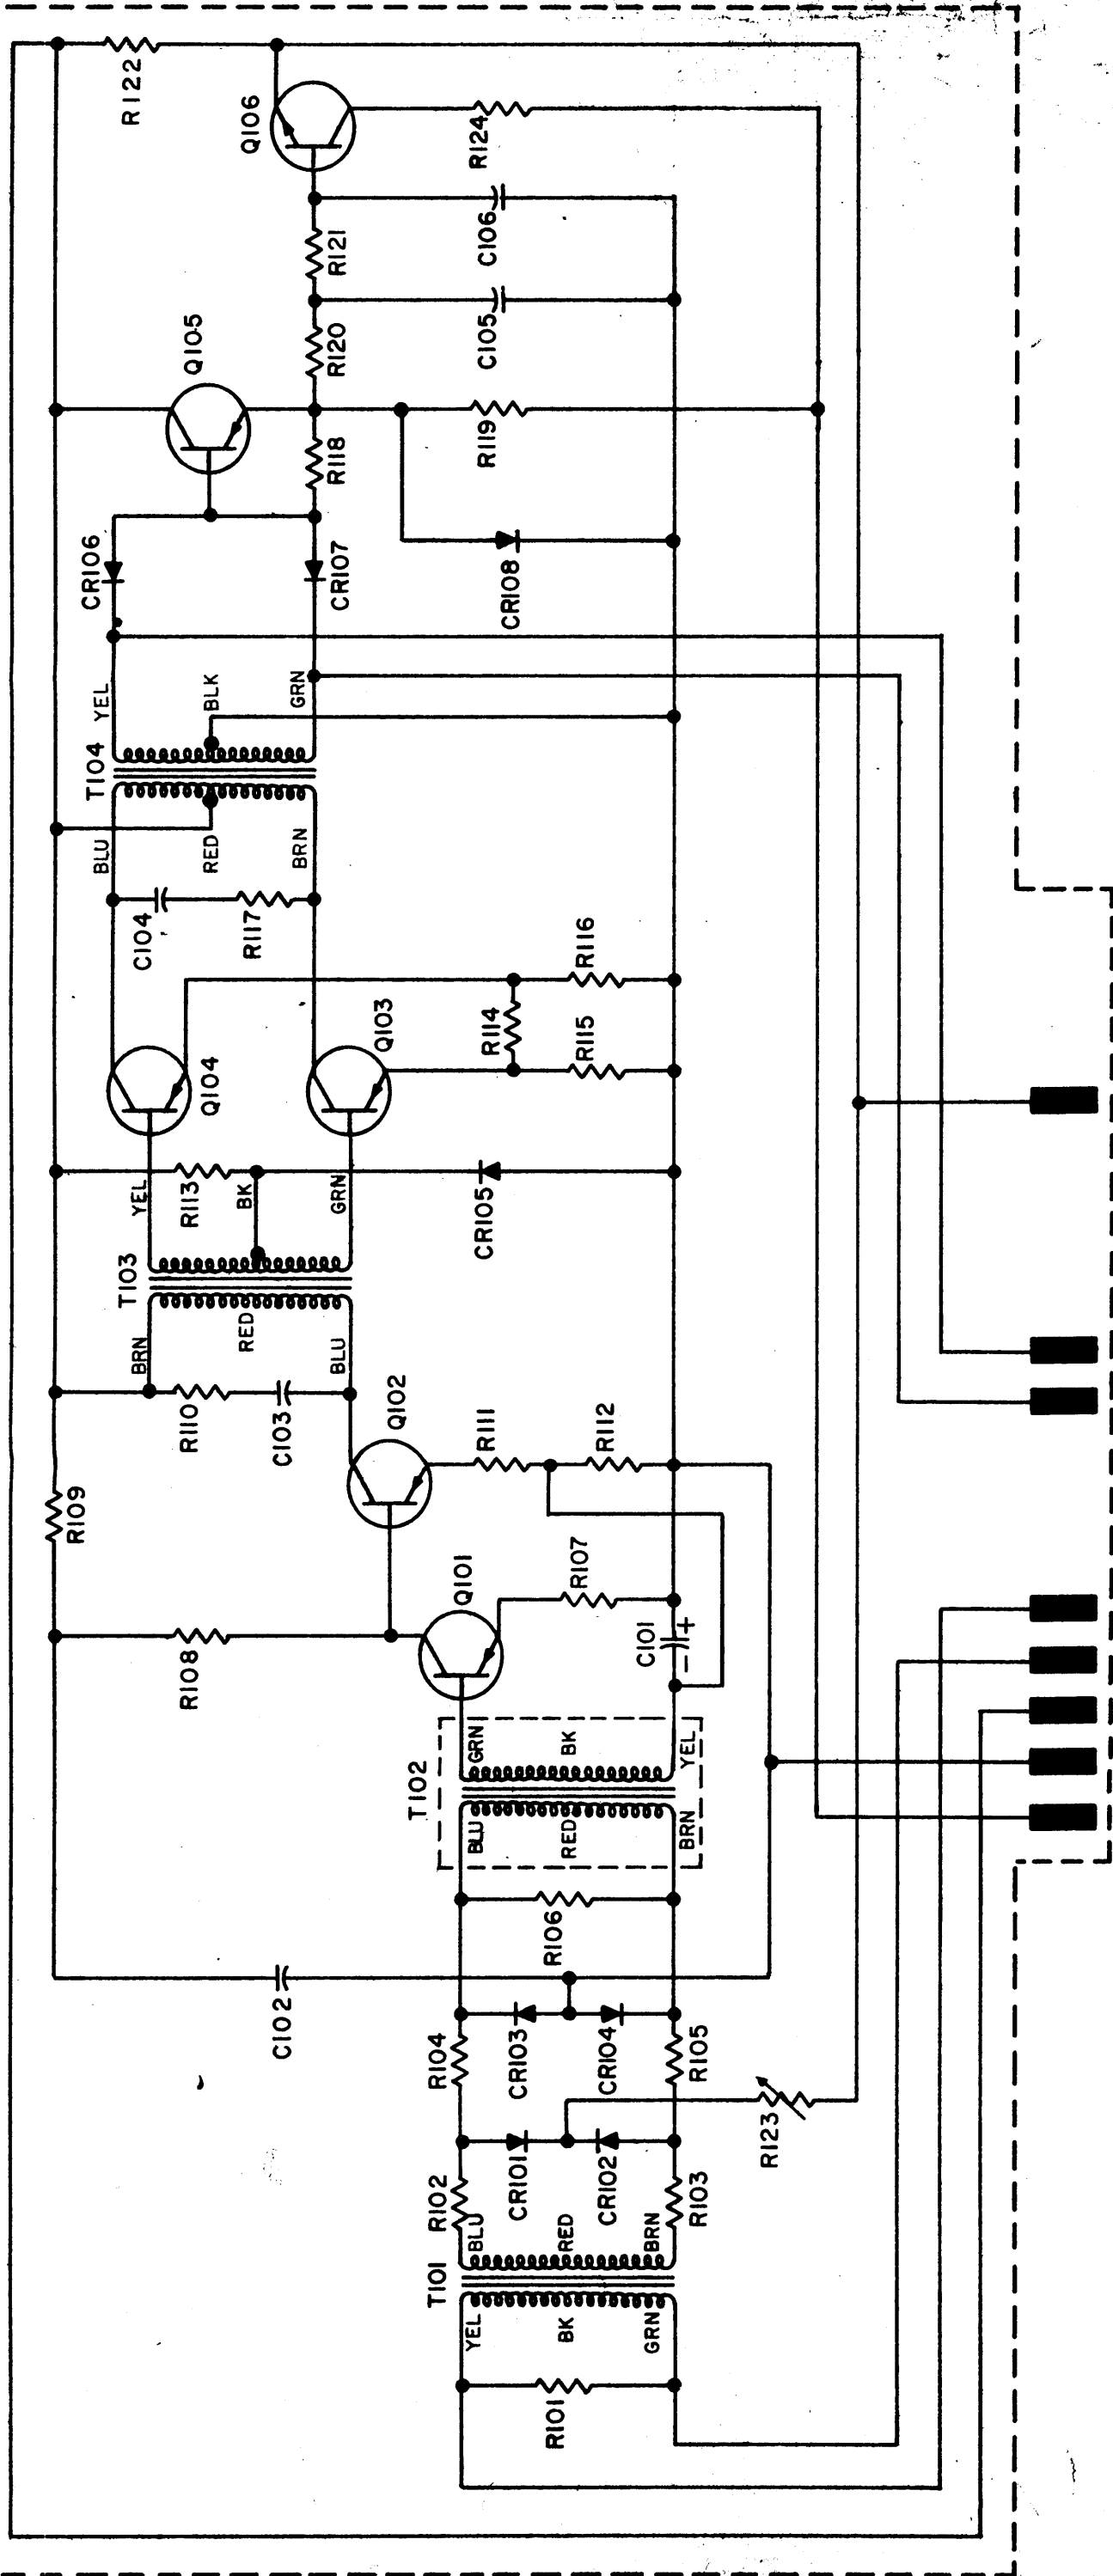 R122
Q106
R124
R121
C106
Q105
R120
C105
R118
R119
CR106
CR107
CR108
YEL
BLK
GRN
T104
BLU
RED
BRN
C104
R117
R116
R114
R115
Q103
Q104
YEL
R113
BK
GRN
CR105
T103
BRN
RED
BLU
R110
C103
Q102
R111
R112
R109
Q101
R107
R108
C101
- +
T102
GRN
BK
YEL
BLU
RED
BRN
R106
C102
R104
CR103
CR104
R105
R123
R102
CR101
CR102
R103
T101
BLU
RED
BRN
YEL
BK
GRN
R101